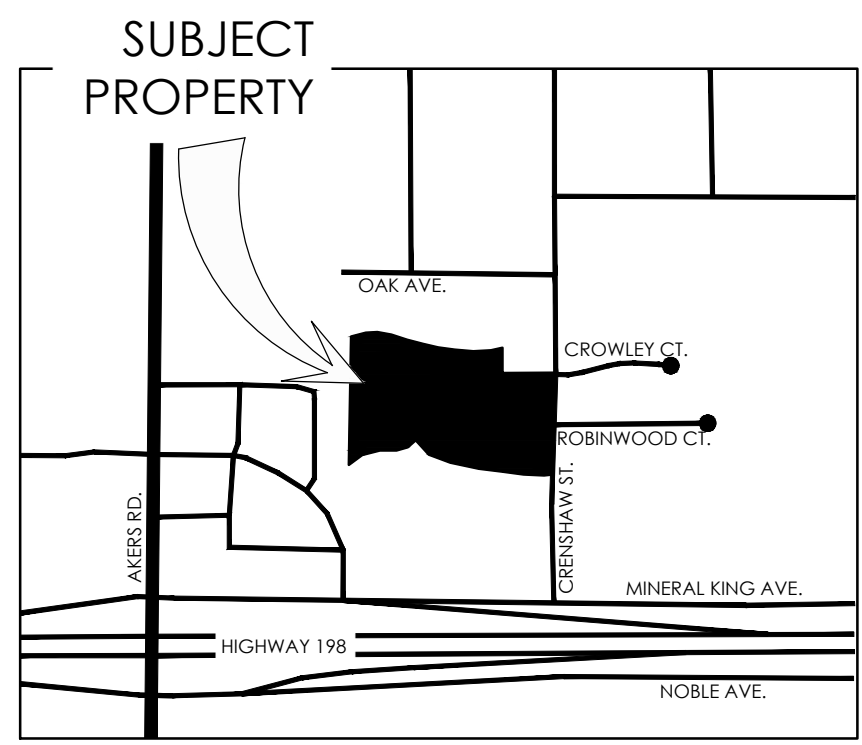 SUBJECT
PROPERTY
OAK AVE.
CROWLEY CT.
ROBINWOOD CT.
AKERS RD.
CRENSHAW ST.
MINERAL KING AVE.
HIGHWAY 198
NOBLE AVE.